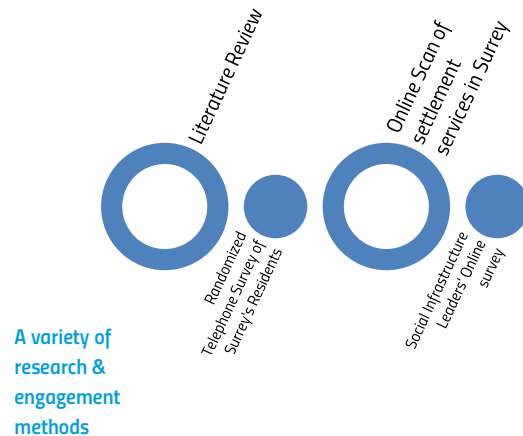 Literature Review
Randomized
Telephone Survey of
Surrey's Residents
Online Scan of
settlement
services in Surrey
Social Infrastructure
Leaders' Online
survey
A variety of
research &
engagement
methods